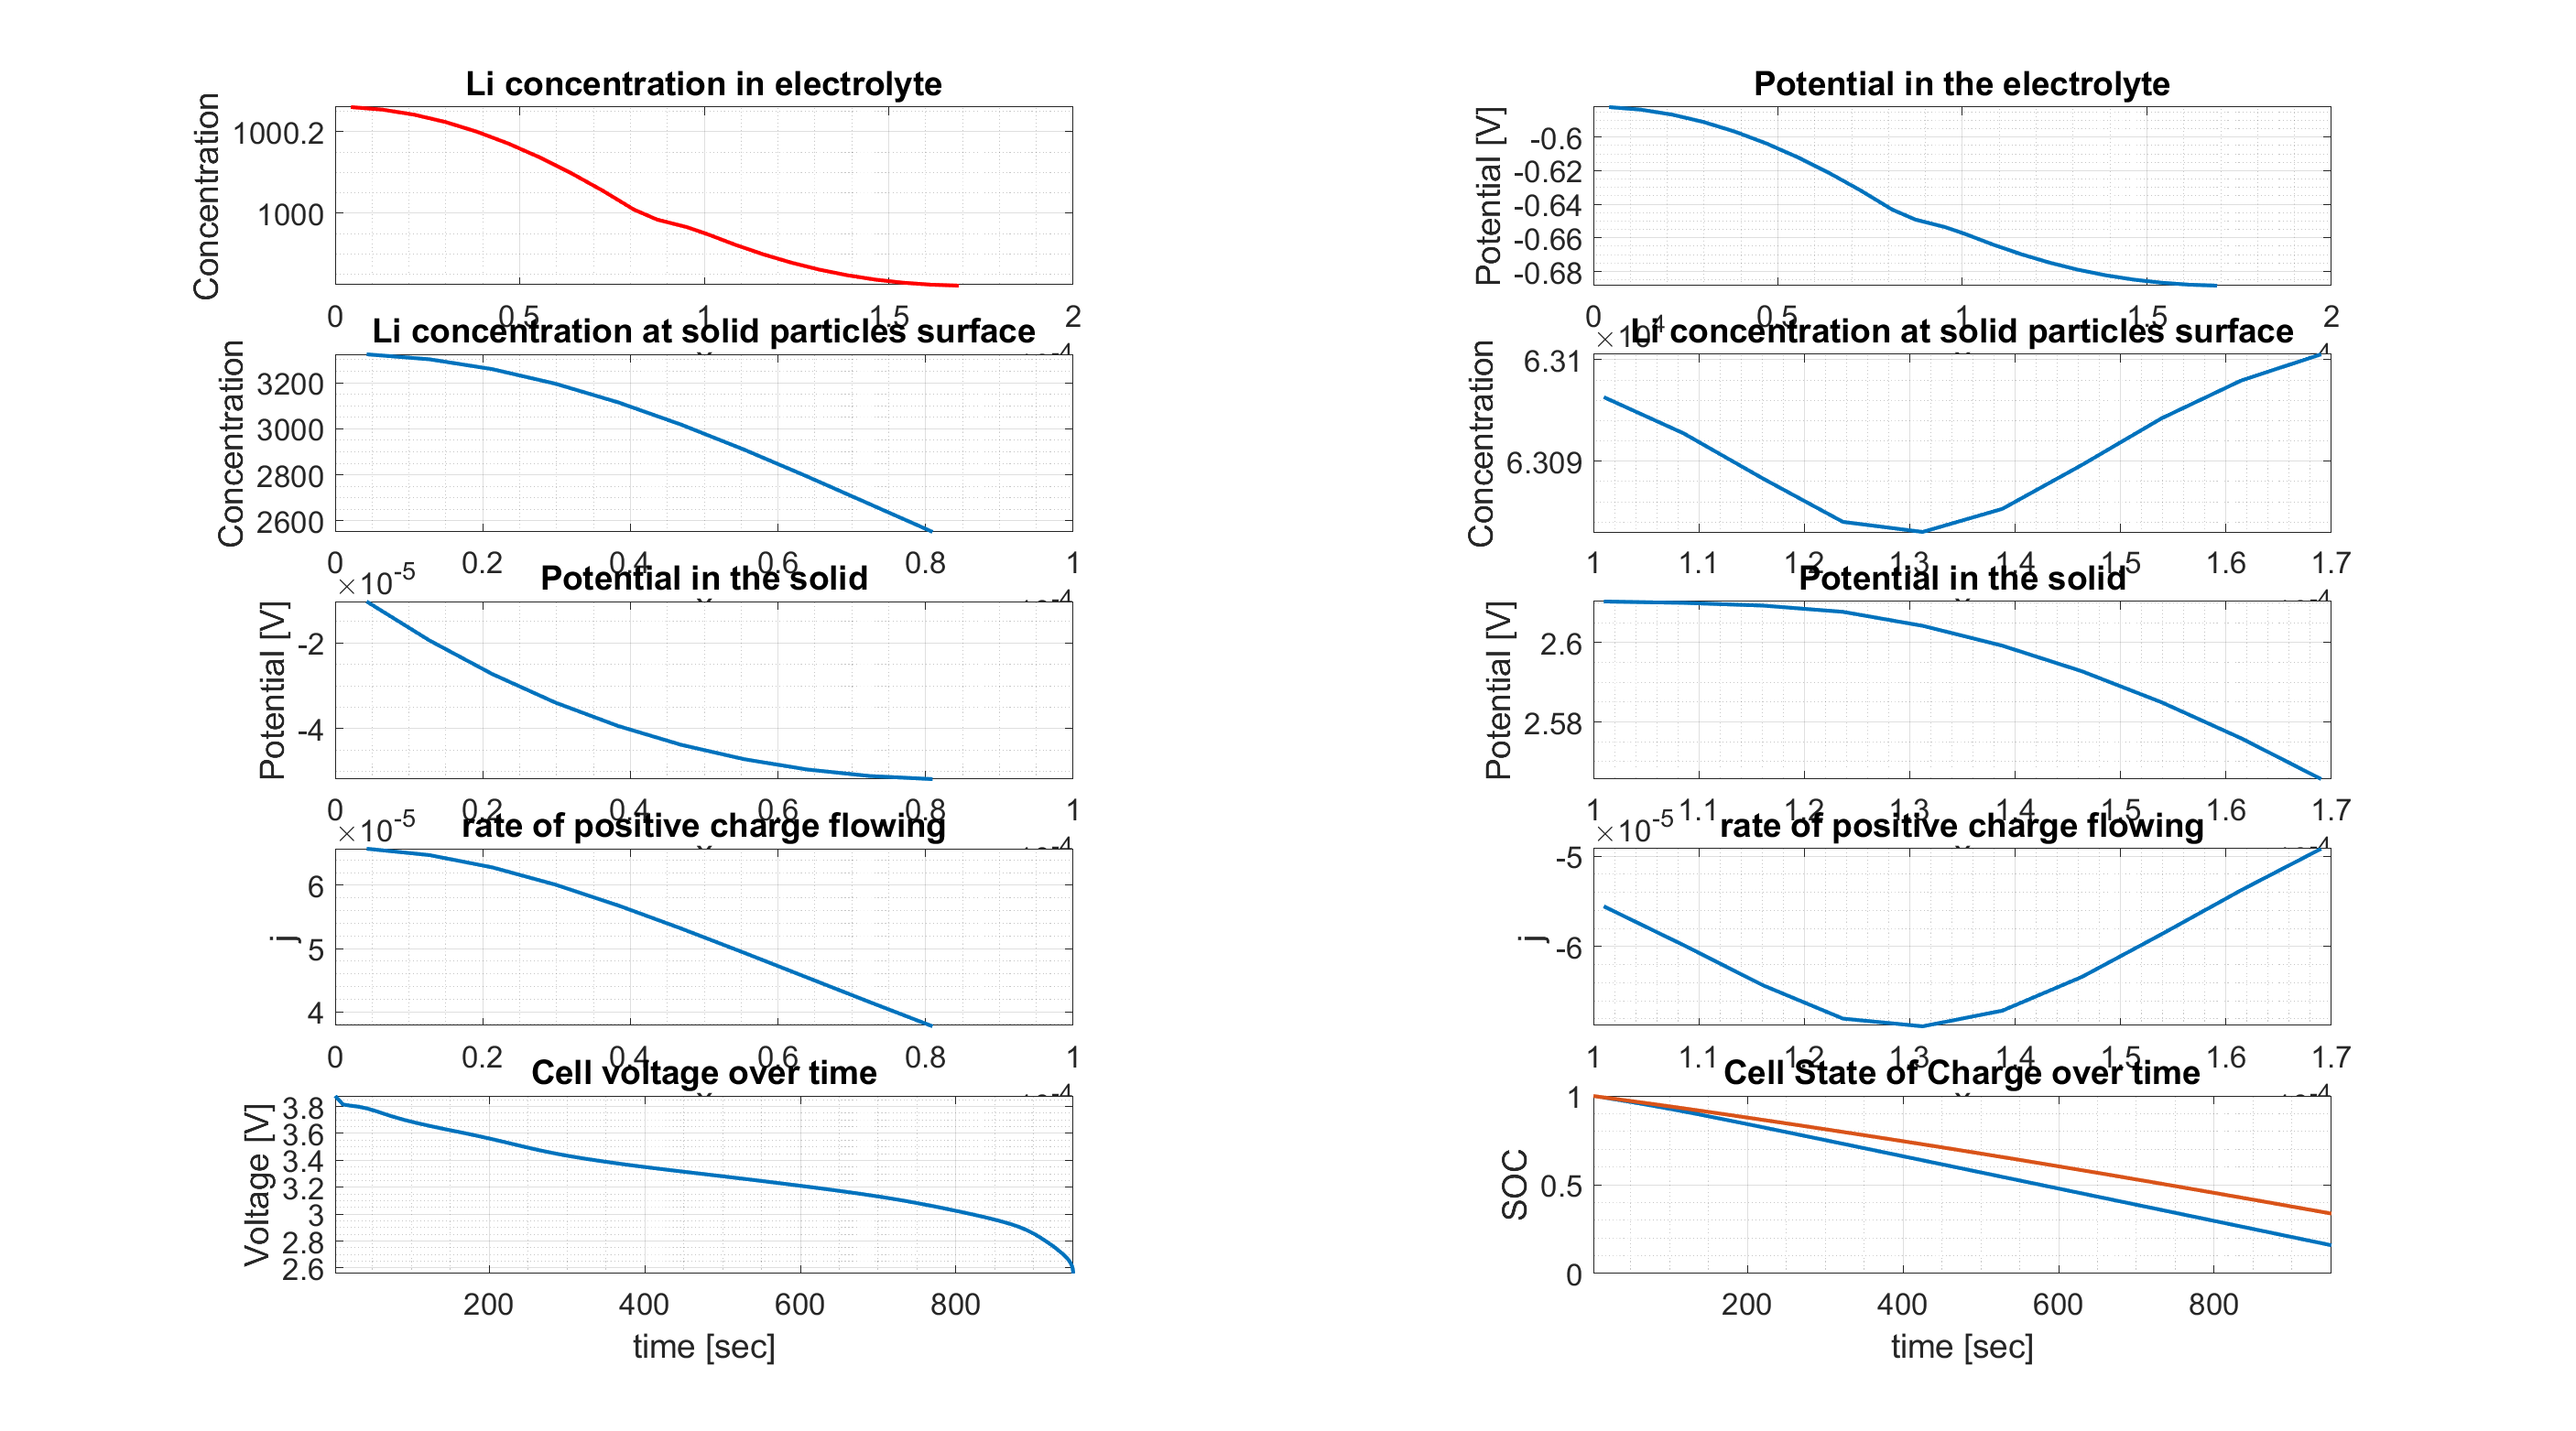 Li concentration in electrolyte
Concentration
1000.2
1000
0 0.5 1 1.5 2
Potential in the electrolyte
Potential [V]
-0.6
-0.62
-0.64
-0.66
-0.68
0 0.5 1 1.5 2
Li concentration at solid particles surface
Concentration
3200
3000
2800
2600
0 0.2 0.4 0.6 0.8 1
×10⁴
Li concentration at solid particles surface
Concentration
6.31
6.309
1 1.1 1.2 1.3 1.4 1.5 1.6 1.7
×10⁻⁵
Potential in the solid
Potential [V]
-2
-4
0 0.2 0.4 0.6 0.8 1
Potential in the solid
Potential [V]
2.6
2.58
1 1.1 1.2 1.3 1.4 1.5 1.6 1.7
×10⁻⁵
rate of positive charge flowing
j
6
5
4
0 0.2 0.4 0.6 0.8 1
×10⁻⁵
rate of positive charge flowing
j
-5
-6
1 1.1 1.2 1.3 1.4 1.5 1.6 1.7
Cell voltage over time
Voltage [V]
3.8
3.6
3.4
3.2
3
2.8
2.6
200 400 600 800
time [sec]
Cell State of Charge over time
SOC
1
0.5
0
200 400 600 800
time [sec]